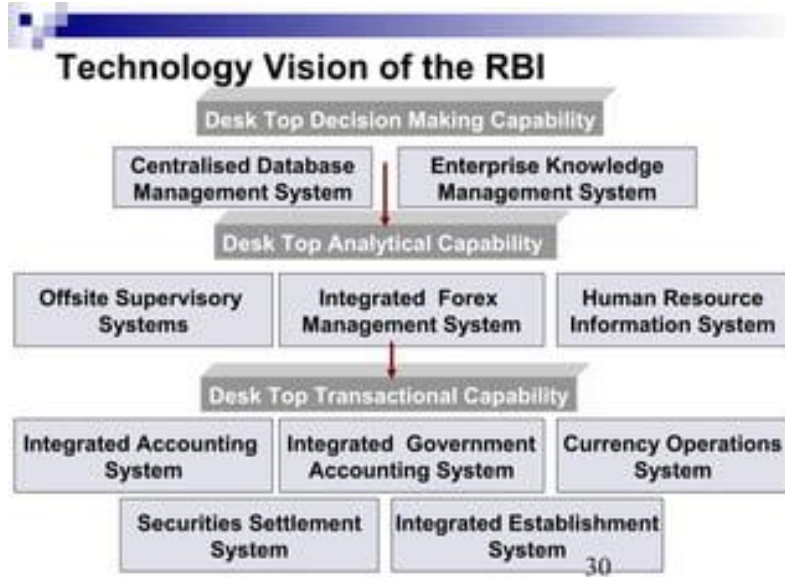 Technology Vision of the RBI
Desk Top Decision Making Capability
Centralised Database
Management System
Enterprise Knowledge
Management System
Desk Top Analytical Capability
Offsite Supervisory
Systems
Integrated Forex
Management System
Human Resource
Information System
Desk Top Transactional Capability
Integrated Accounting
System
Integrated Government
Accounting System
Currency Operations
System
Securities Settlement
System
Integrated Establishment
System
30